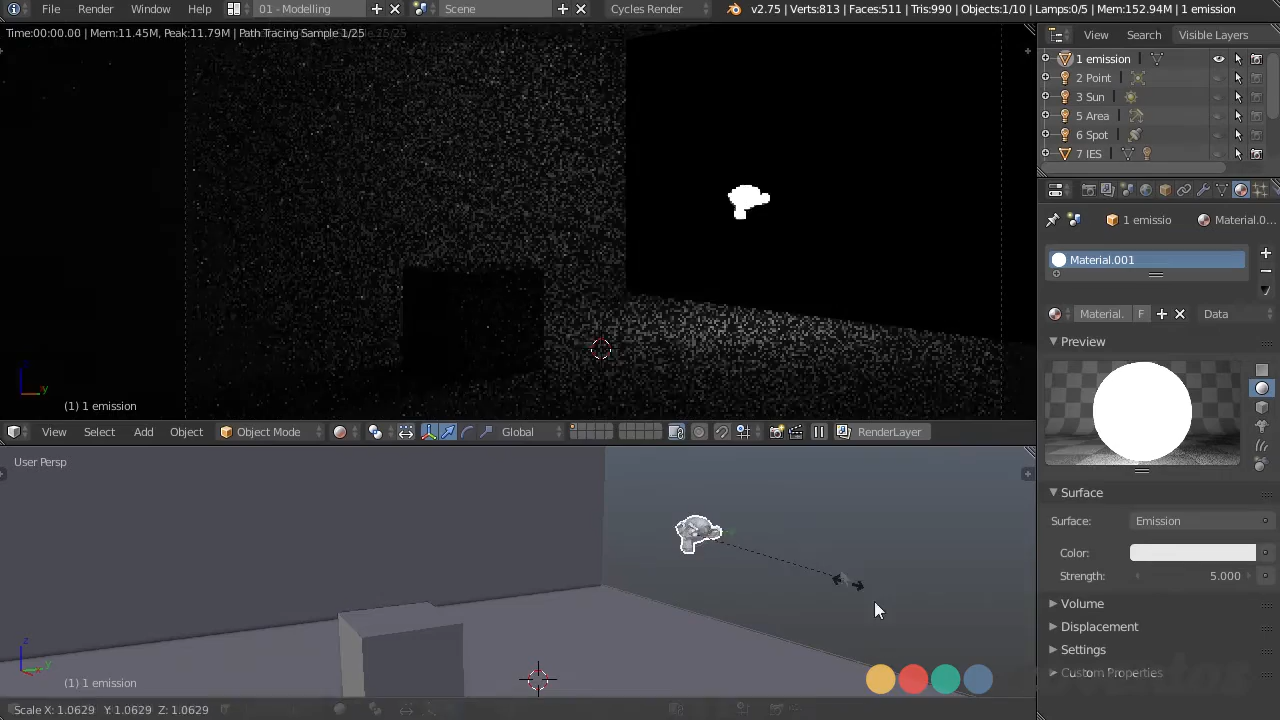 File Render Window Help 01 - Modelling Scene Cycles Render v2.75 | Verts:813 | Faces:511 | Tris:990 | Objects:1/10 | Lamps:0/5 | Mem:152.94M | 1 emission
Time:00:00.00 | Mem:11.45M, Peak:11.79M | Path Tracing Sample 1/25
View Search Visible Layers
1 emission
2 Point
3 Sun
5 Area
6 Spot
7 IES
1 emissio Material.0...
Material.001
Material. F Data
Preview
(1) 1 emission
View Select Add Object Object Mode Global RenderLayer
User Persp
Surface
Surface: Emission
Color:
Strength: 5.000
Volume
Displacement
Settings
Custom Properties
(1) 1 emission
Scale X: 1.0629 Y: 1.0629 Z: 1.0629